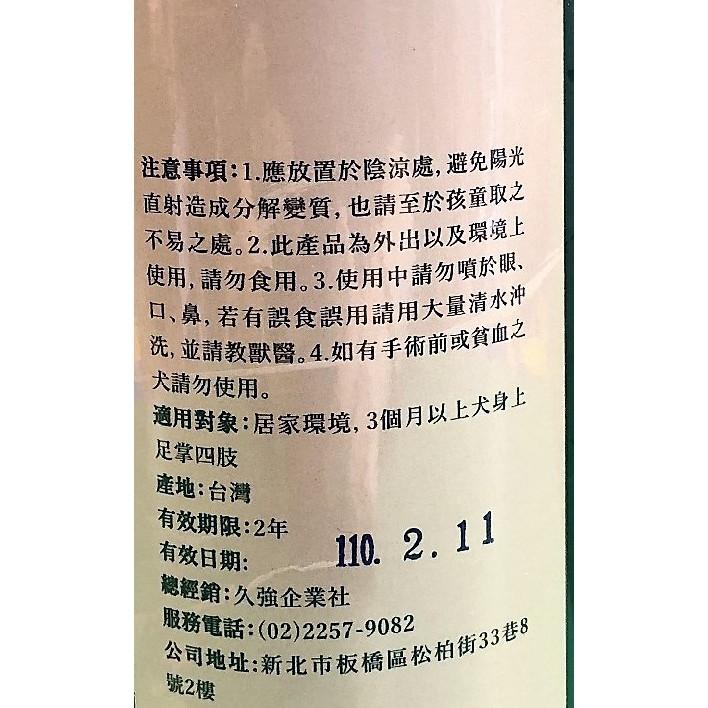 注意事項:1.應放置於陰涼處,避免陽光
直射造成分解變質,也請至於孩童取之
不易之處。2.此產品為外出以及環境上
使用,請勿食用。3.使用中請勿噴於眼、
口、鼻,若有誤食誤用請用大量清水沖
洗,並請教獸醫。4.如有手術前或貧血之
犬請勿使用。
適用對象:居家環境,3個月以上犬身上
足掌四肢
產地:台灣
有效期限:2年
有效日期: 110. 2. 11
總經銷:久強企業社
服務電話:(02)2257-9082
公司地址:新北市板橋區松柏街33巷8
號2樓